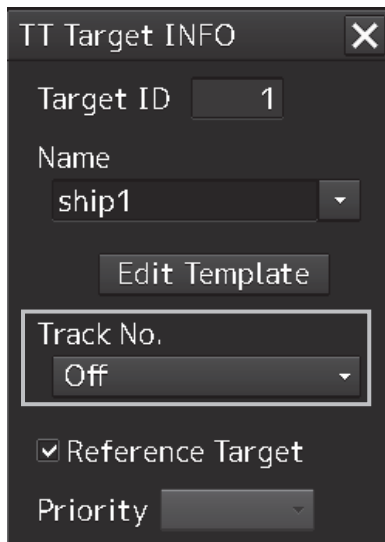 TT Target INFO
Target ID 1
Name
ship1
Edit Template
Track No.
Off
Reference Target
Priority